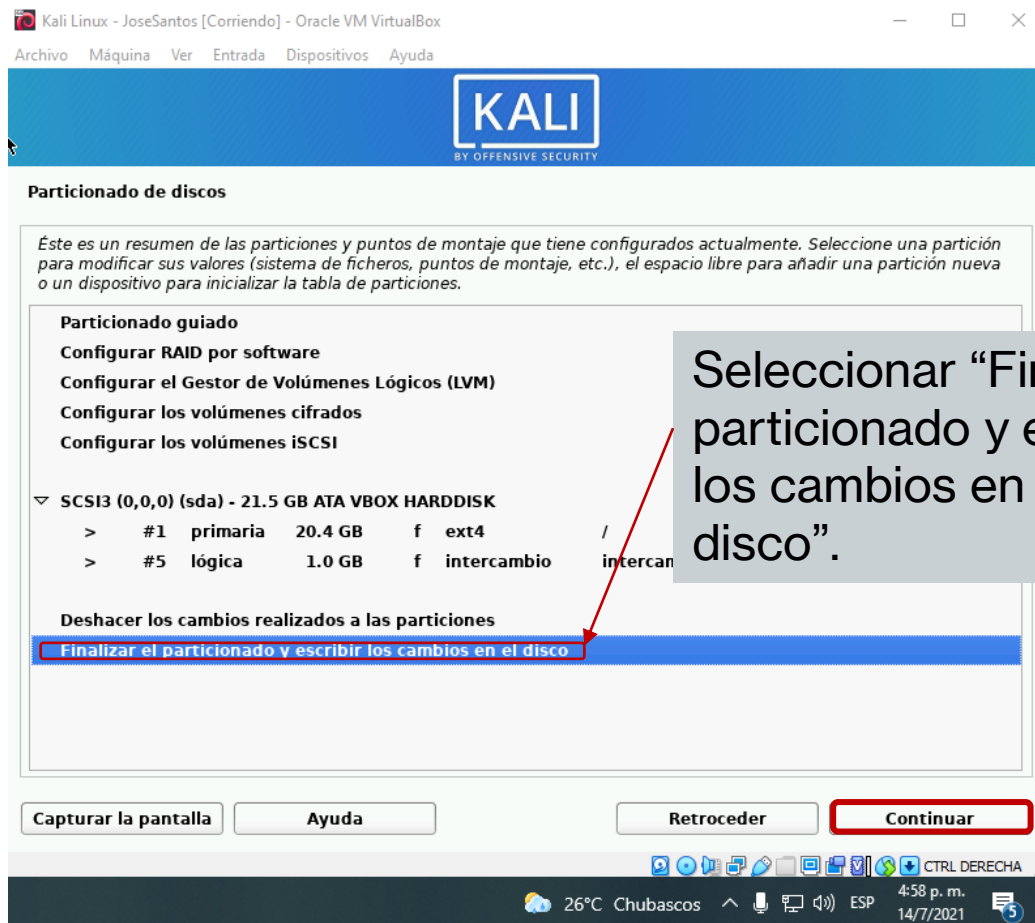 Kali Linux - JoseSantos [Corriendo] - Oracle VM VirtualBox
Archivo Máquina Ver Entrada Dispositivos Ayuda
KALI
BY OFFENSIVE SECURITY
Particionado de discos
Éste es un resumen de las particiones y puntos de montaje que tiene configurados actualmente. Seleccione una partición
para modificar sus valores (sistema de ficheros, puntos de montaje, etc.), el espacio libre para añadir una partición nueva
o un dispositivo para inicializar la tabla de particiones.
Particionado guiado
Configurar RAID por software
Configurar el Gestor de Volúmenes Lógicos (LVM)
Configurar los volúmenes cifrados
Configurar los volúmenes iSCSI
Seleccionar “Fin
particionado y e
los cambios en
disco”.
SCSI3 (0,0,0) (sda) - 21.5 GB ATA VBOX HARDDISK
> #1 primaria 20.4 GB f ext4 /
> #5 lógica 1.0 GB f intercambio intercam
Deshacer los cambios realizados a las particiones
Finalizar el particionado y escribir los cambios en el disco
Capturar la pantalla Ayuda Retroceder Continuar
CTRL DERECHA
26°C Chubascos ESP 4:58 p. m.
14/7/2021 5